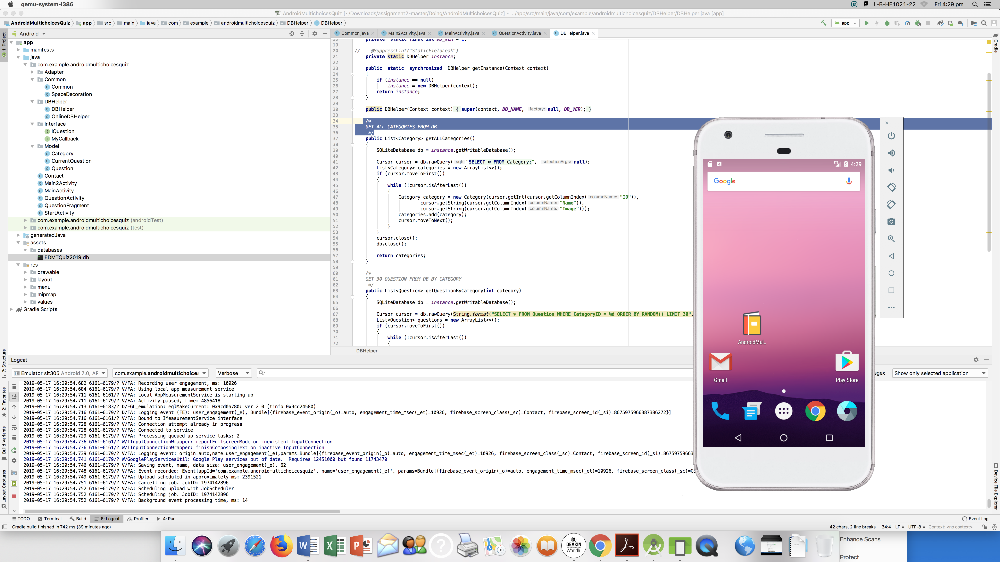 qemu-system-i386
L-B-HE1021-22 Fri 4:29 pm
AndroidMultichoicesQuiz [~/Downloads/assignment2-master/Doing/AndroidMultichoicesQuiz] - .../app/src/main/java/com/example/androidmultichoicesquiz/DBHelper/DBHelper.java [app]
AndroidMultichoicesQuiz app src main java com example androidmultichoicesquiz DBHelper DBHelper
app
Android
Common.java Main2Activity.java MainActivity.java QuestionActivity.java DBHelper.java
1: Project
Z: Structure
2: Favorites
Build Variants
Layout Captures
Gradle
Device File Explorer
app
manifests
java
com.example.androidmultichoicesquiz
Adapter
Common
Common
SpaceDecoration
DBHelper
DBHelper
OnlineDBHelper
Interface
IQuestion
MyCallback
Model
Category
CurrentQuestion
Question
Contact
Main2Activity
MainActivity
QuestionActivity
QuestionFragment
StartActivity
com.example.androidmultichoicesquiz (androidTest)
com.example.androidmultichoicesquiz (test)
generatedJava
assets
databases
EDMTQuiz2019.db
res
drawable
layout
menu
mipmap
values
Gradle Scripts
18 private static final int DB_VER = 1;
19
20 // @SuppressLint("StaticFieldLeak")
21 private static DBHelper instance;
22
23 public static synchronized DBHelper getInstance(Context context)
24 {
25 if (instance == null)
26 instance = new DBHelper(context);
27 return instance;
28 }
29
30 public DBHelper(Context context) { super(context, DB_NAME, factory: null, DB_VER); }
33
34 /*
35 GET ALL CATEGORIES FROM DB
36 */
37 public List<Category> getALLCategories()
38 {
39 SQLiteDatabase db = instance.getWritableDatabase();
40
41 Cursor cursor = db.rawQuery( sql: "SELECT * FROM Category;", selectionArgs: null);
42 List<Category> categories = new ArrayList<>();
43 if (cursor.moveToFirst())
44 {
45 while (!cursor.isAfterLast())
46 {
47 Category category = new Category(cursor.getInt(cursor.getColumnIndex( columnName: "ID")),
48 cursor.getString(cursor.getColumnIndex( columnName: "Name")),
49 cursor.getString(cursor.getColumnIndex( columnName: "Image")));
50 categories.add(category);
51 cursor.moveToNext();
52 }
53 }
54 cursor.close();
55 db.close();
56
57 return categories;
58 }
59
60 /*
61 GET 30 QUESTION FROM DB BY CATEGORY
62 */
63 public List<Question> getQuestionByCategory(int category)
64 {
65 SQLiteDatabase db = instance.getWritableDatabase();
66
67 Cursor cursor = db.rawQuery(String.format("SELECT * FROM Question WHERE CategoryID = %d ORDER BY RANDOM() LIMIT 30",
68 List<Question> questions = new ArrayList<>();
69 if (cursor.moveToFirst())
70 {
71 while (!cursor.isAfterLast())
72 {
DBHelper
4:29
Google
AndroidMul..
Gmail
Play Store
Logcat
Emulator sit305 Android 7.0, AP com.example.androidmultichoices Verbose egex Show only selected application
2019-05-17 16:29:54.682 6161-6179/? V/FA: Recording user engagement, ms: 10926
2019-05-17 16:29:54.684 6161-6179/? V/FA: Using local app measurement service
2019-05-17 16:29:54.711 6161-6161/? V/FA: Local AppMeasurementService is starting up
2019-05-17 16:29:54.711 6161-6179/? V/FA: Activity paused, time: 4856418
2019-05-17 16:29:54.713 6161-6183/? D/EGL_emulation: eglMakeCurrent: 0x9cd0a780: ver 2 0 (tinfo 0x9cd24580)
2019-05-17 16:29:54.714 6161-6179/? D/FA: Logging event (FE): user_engagement(_e), Bundle[{firebase_event_origin(_o)=auto, engagement_time_msec(_et)=10926, firebase_screen_class(_sc)=Contact, firebase_screen_id(_si)=8675975966387386272}]
2019-05-17 16:29:54.716 6161-6161/? V/FA: Bound to IMeasurementService interface
2019-05-17 16:29:54.728 6161-6179/? V/FA: Connection attempt already in progress
2019-05-17 16:29:54.728 6161-6179/? V/FA: Connected to service
2019-05-17 16:29:54.729 6161-6179/? V/FA: Processing queued up service tasks: 2
2019-05-17 16:29:54.736 6161-6161/? W/IInputConnectionWrapper: reportFullscreenMode on inexistent InputConnection
2019-05-17 16:29:54.736 6161-6161/? W/IInputConnectionWrapper: finishComposingText on inactive InputConnection
2019-05-17 16:29:54.739 6161-6179/? V/FA: Logging event: origin=auto,name=user_engagement(_e),params=Bundle[{firebase_event_origin(_o)=auto, engagement_time_msec(_et)=10926, firebase_screen_class(_sc)=Contact, firebase_screen_id(_si)=86759759663
2019-05-17 16:29:54.741 6161-6179/? W/GooglePlayServicesUtil: Google Play services out of date. Requires 12451000 but found 11743470
2019-05-17 16:29:54.746 6161-6179/? V/FA: Saving event, name, data size: user_engagement(_e), 62
2019-05-17 16:29:54.748 6161-6179/? V/FA: Event recorded: Event{appId='com.example.androidmultichoicesquiz', name='user_engagement(_e)', params=Bundle[{firebase_event_origin(_o)=auto, engagement_time_msec(_et)=10926, firebase_screen_class(_sc)=Co
2019-05-17 16:29:54.749 6161-6179/? V/FA: Upload scheduled in approximately ms: 2391521
2019-05-17 16:29:54.751 6161-6179/? V/FA: Cancelling job. JobID: 1974142896
2019-05-17 16:29:54.752 6161-6179/? V/FA: Scheduling upload with JobScheduler
2019-05-17 16:29:54.752 6161-6179/? V/FA: Scheduling job. JobID: 1974142896
2019-05-17 16:29:54.752 6161-6179/? V/FA: Background event processing time, ms: 14
TODO Terminal Build 6: Logcat Profiler 4: Run Event Log
Gradle build finished in 742 ms (39 minutes ago) 42 chars, 2 line breaks 34:4 LF UTF-8 Context: <no context>
DEAKIN
Worldly
3D
Enhance Scans
Protect